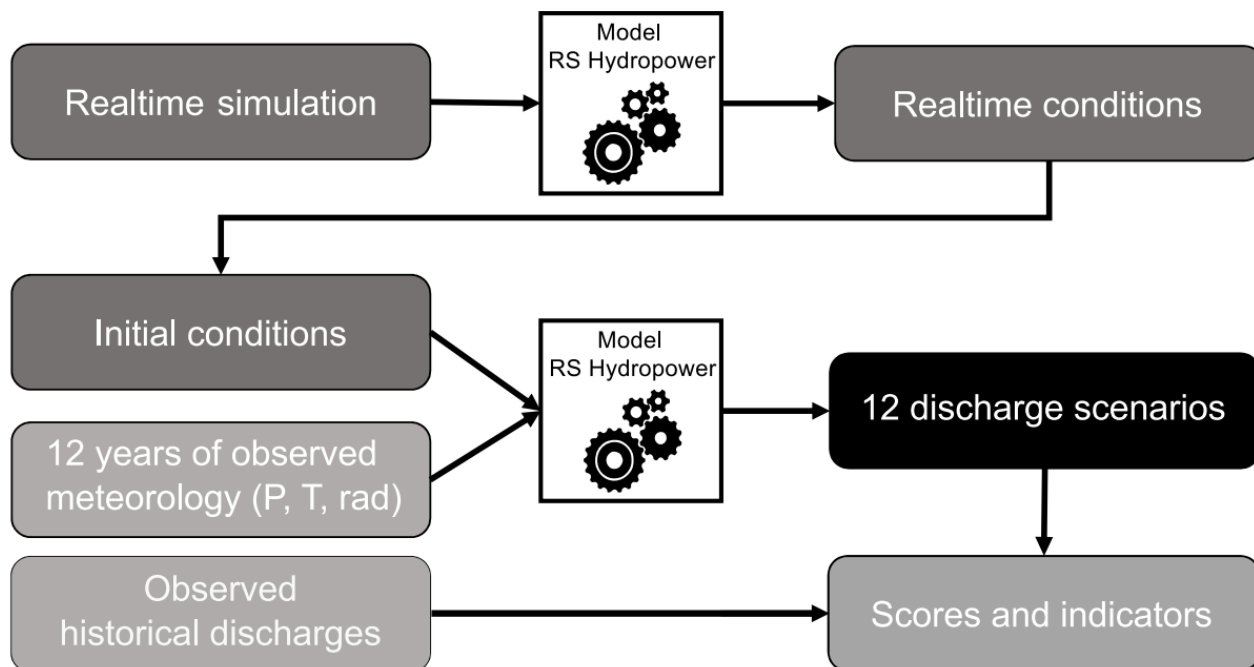 Realtime simulation
Model
RS Hydropower
Realtime conditions
Initial conditions
Model
RS Hydropower
12 discharge scenarios
12 years of observed
meteorology (P, T, rad)
Observed
historical discharges
Scores and indicators